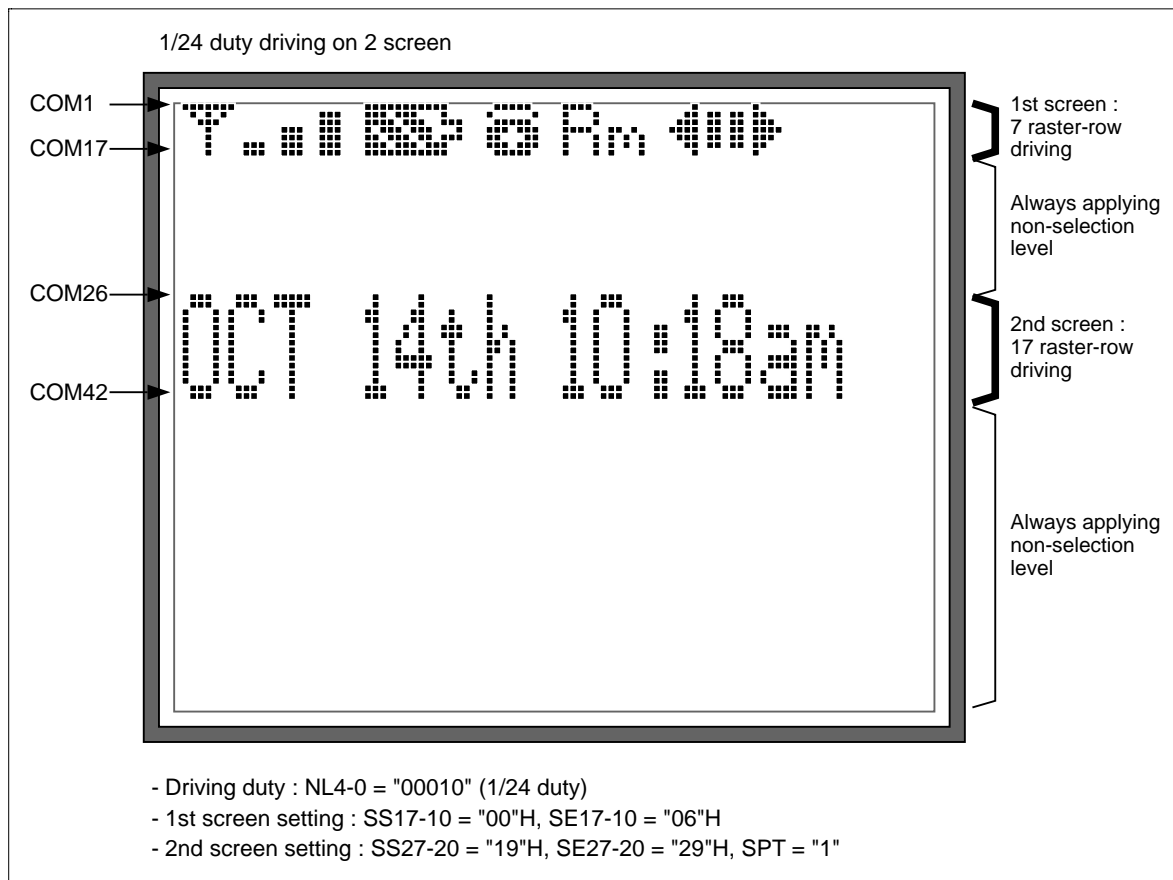 1/24 duty driving on 2 screen
COM1
COM17
COM26
COM42
Rm
OCT 14th 10:18am
1st screen :
7 raster-row
driving
Always applying
non-selection
level
2nd screen :
17 raster-row
driving
Always applying
non-selection
level
- Driving duty : NL4-0 = "00010" (1/24 duty)
- 1st screen setting : SS17-10 = "00"H, SE17-10 = "06"H
- 2nd screen setting : SS27-20 = "19"H, SE27-20 = "29"H, SPT = "1"